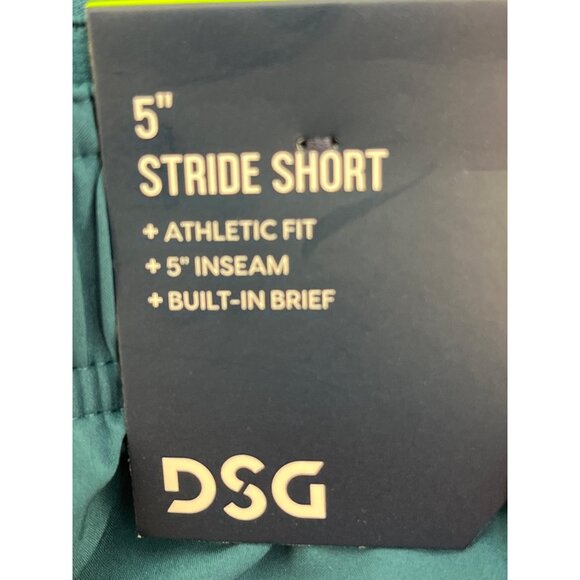 5"
STRIDE SHORT
+ ATHLETIC FIT
+ 5" INSEAM
+ BUILT-IN BRIEF
DSG